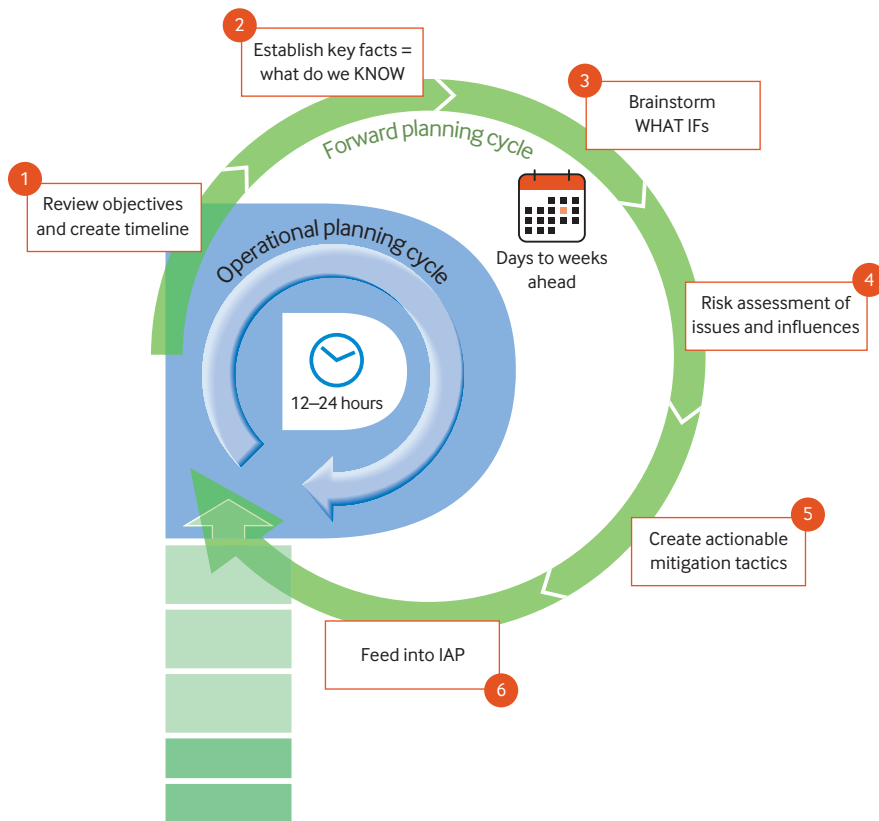 2
Establish key facts =
what do we KNOW
3
Brainstorm
WHAT IFs
Forward planning cycle
1
Review objectives
and create timeline
Operational planning cycle
Days to weeks
ahead
4
Risk assessment of
issues and influences
12–24 hours
5
Create actionable
mitigation tactics
Feed into IAP
6